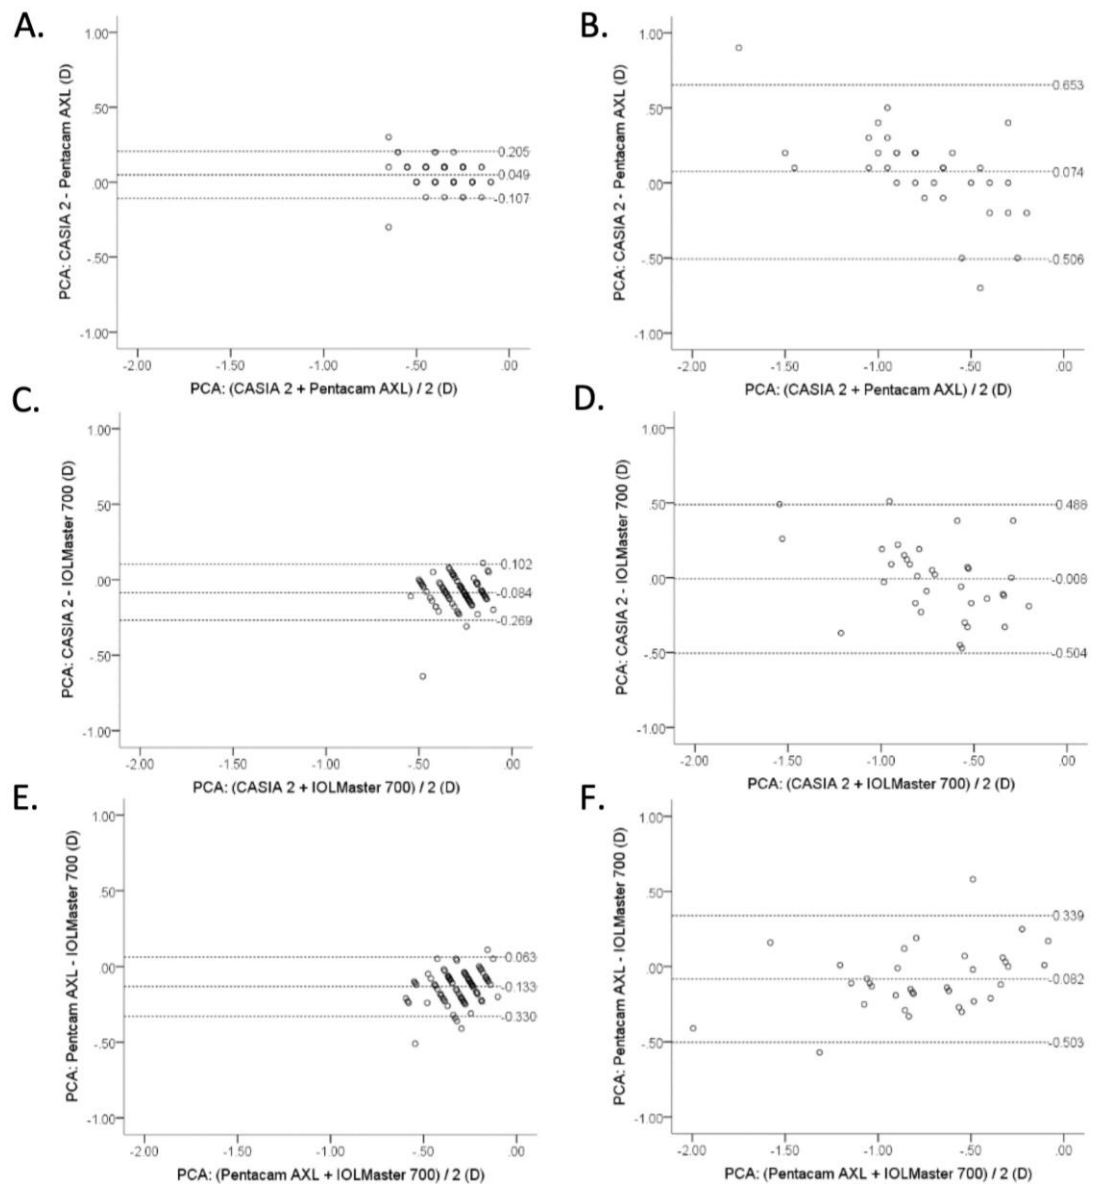 A.
1.00
.50
.00
-.50
-1.00
PCA: CASIA 2 - Pentacam AXL (D)
0.205
0.049
-0.107
-2.00 -1.50 -1.00 -.50 .00
PCA: (CASIA 2 + Pentacam AXL) / 2 (D)
B.
1.00
.50
.00
-.50
-1.00
PCA: CASIA 2 - Pentacam AXL (D)
0.653
0.074
-0.506
-2.00 -1.50 -1.00 -.50 .00
PCA: (CASIA 2 + Pentacam AXL) / 2 (D)
C.
1.00
.50
.00
-.50
-1.00
PCA: CASIA 2 - IOLMaster 700 (D)
0.102
-0.084
-0.269
-2.00 -1.50 -1.00 -.50 .00
PCA: (CASIA 2 + IOLMaster 700) / 2 (D)
D.
1.00
.50
.00
-.50
-1.00
PCA: CASIA 2 - IOLMaster 700 (D)
0.488
-0.008
-0.504
-2.00 -1.50 -1.00 -.50 .00
PCA: (CASIA 2 + IOLMaster 700) / 2 (D)
E.
1.00
.50
.00
-.50
-1.00
PCA: Pentcam AXL - IOLMaster 700 (D)
0.063
-0.133
-0.330
-2.00 -1.50 -1.00 -.50 .00
PCA: (Pentacam AXL + IOLMaster 700) / 2 (D)
F.
1.00
.50
.00
-.50
-1.00
PCA: Pentacam AXL - IOLMaster 700 (D)
0.339
-0.082
-0.503
-2.00 -1.50 -1.00 -.50 .00
PCA: (Pentacam AXL + IOLMaster 700) / 2 (D)